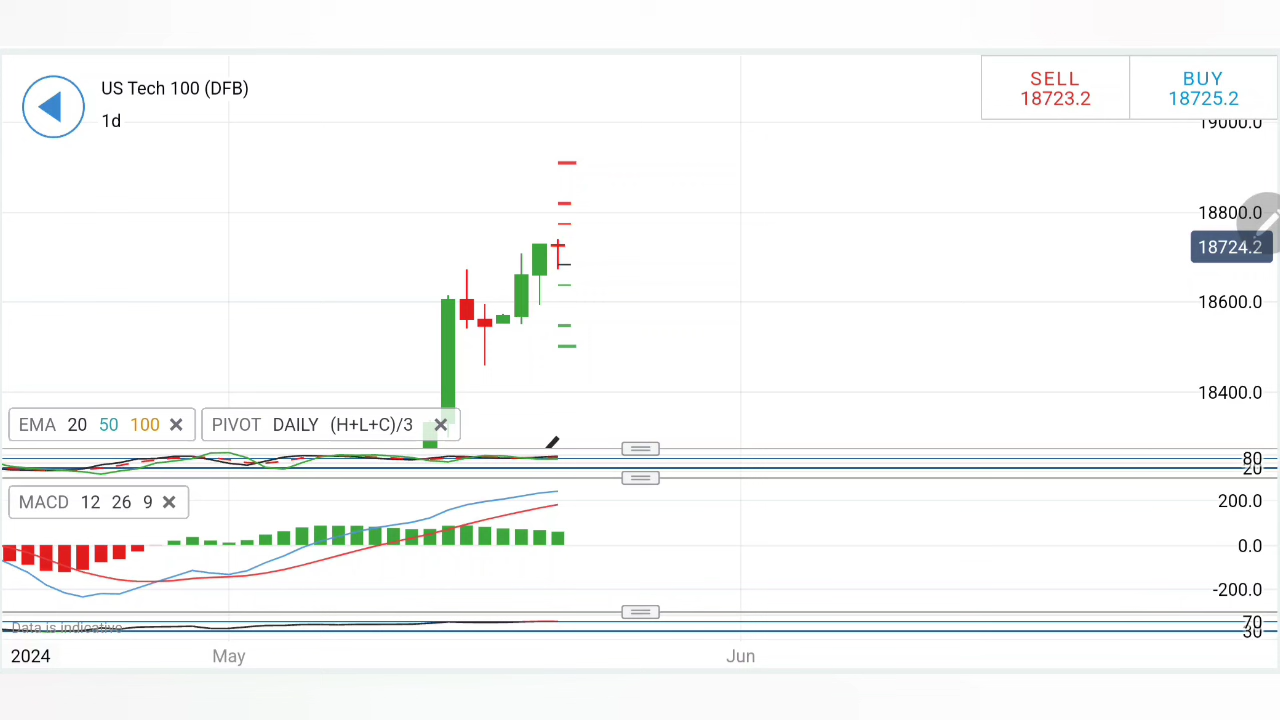 US Tech 100 (DFB)
1d
SELL
18723.2
BUY
18725.2
19000.0
18800.0
18724.2
18600.0
18400.0
EMA 20 50 100
PIVOT DAILY (H+L+C)/3
80
20
MACD 12 26 9
200.0
0.0
-200.0
Data is indicative
70
30
2024 May Jun